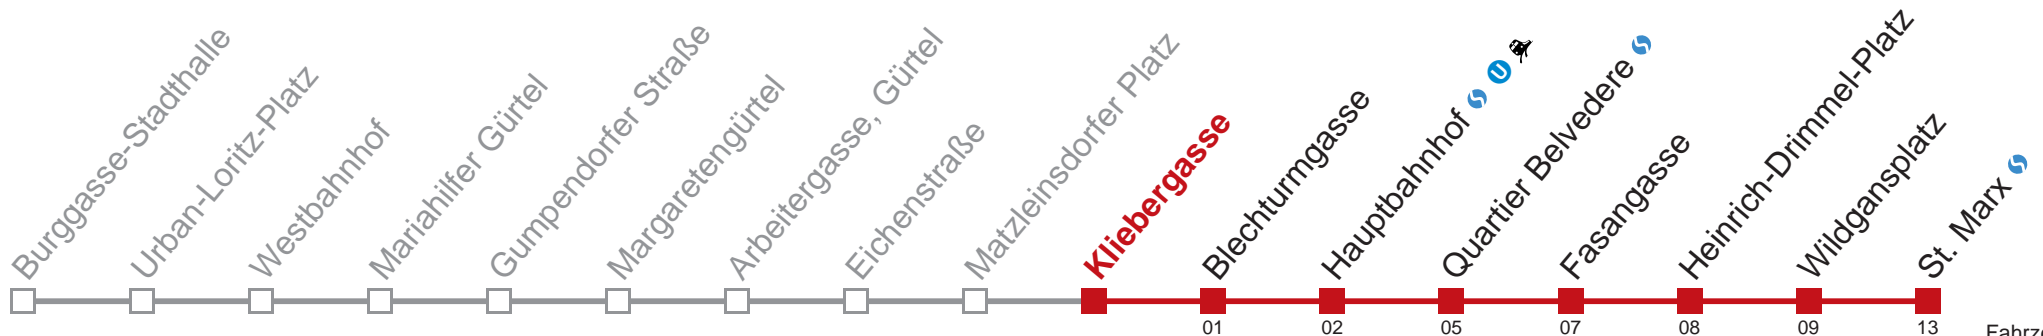 Burggasse-Stadthalle
Urban-Loritz-Platz
Westbahnhof
Mariahilfer Gürtel
Gumpendorfer Straße
Margaretengürtel
Arbeitergasse, Gürtel
Eichenstraße
Matzleinsdorfer Platz
Kliebergasse
Blechturmgasse
Hauptbahnhof S U
Quartier Belvedere S
Fasangasse
Heinrich-Drimmel-Platz
Wildgansplatz
St. Marx S
01 02 05 07 08 09 13